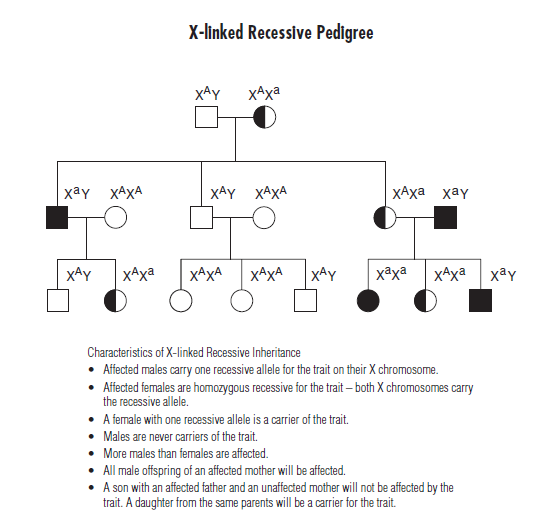 X-linked Recessive Pedigree
XᴬY XᴬXᵃ
XᵃY XᴬXᴬ XᴬY XᴬXᴬ XᴬXᵃ XᵃY
XᴬY XᴬXᵃ XᴬXᴬ XᴬXᴬ XᴬY XᵃXᵃ XᴬXᵃ XᵃY
Characteristics of X-linked Recessive Inheritance
• Affected males carry one recessive allele for the trait on their X chromosome.
• Affected females are homozygous recessive for the trait – both X chromosomes carry
the recessive allele.
• A female with one recessive allele is a carrier of the trait.
• Males are never carriers of the trait.
• More males than females are affected.
• All male offspring of an affected mother will be affected.
• A son with an affected father and an unaffected mother will not be affected by the
trait. A daughter from the same parents will be a carrier for the trait.